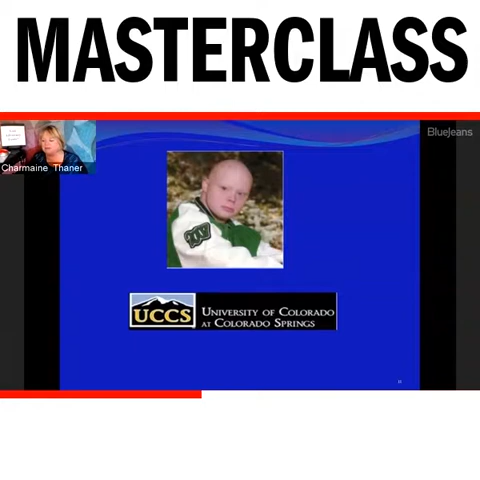 MASTERCLASS
BlueJeans
Charmaine Thaner
UCCS
UNIVERSITY OF COLORADO
AT COLORADO SPRINGS